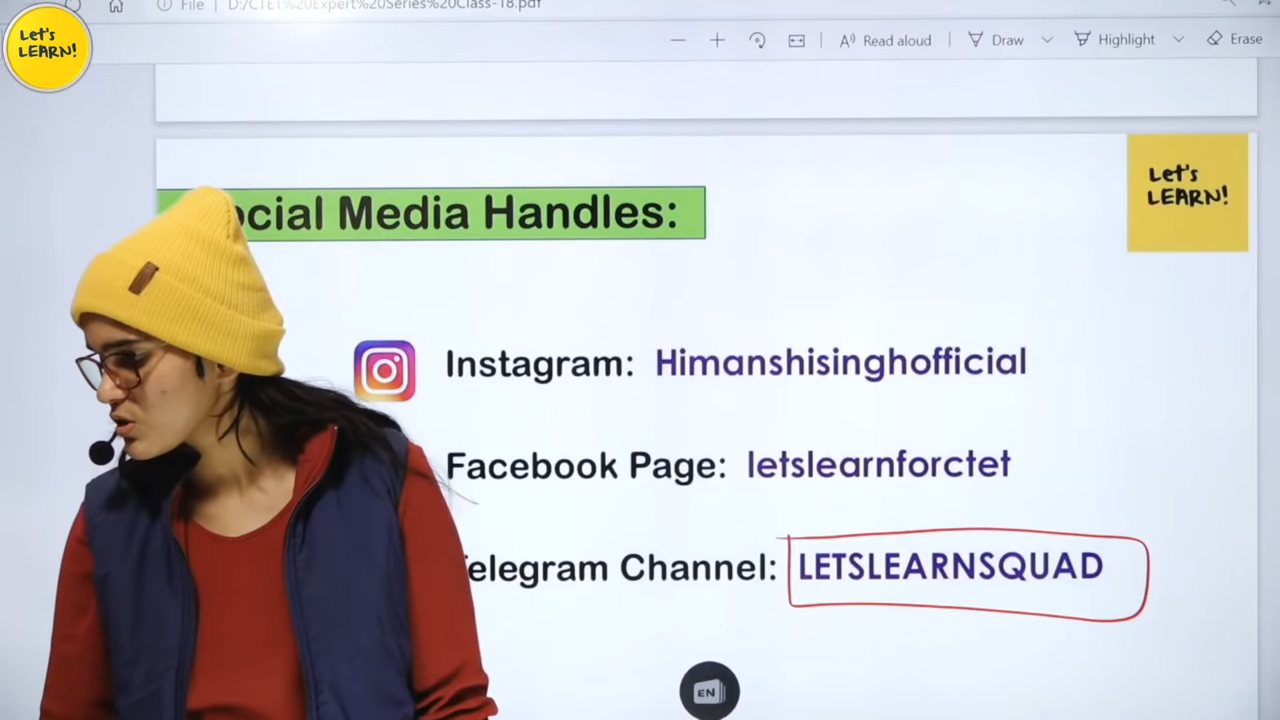 Let's
LEARN!
File | D:/CTET%20Expert%20Series%20Class-18.pdf
Read aloud
Draw
Highlight
Erase
Let's
LEARN!
ocial Media Handles:
Instagram: Himanshisinghofficial
Facebook Page: letslearnforctet
elegram Channel: LETSLEARNSQUAD
EN